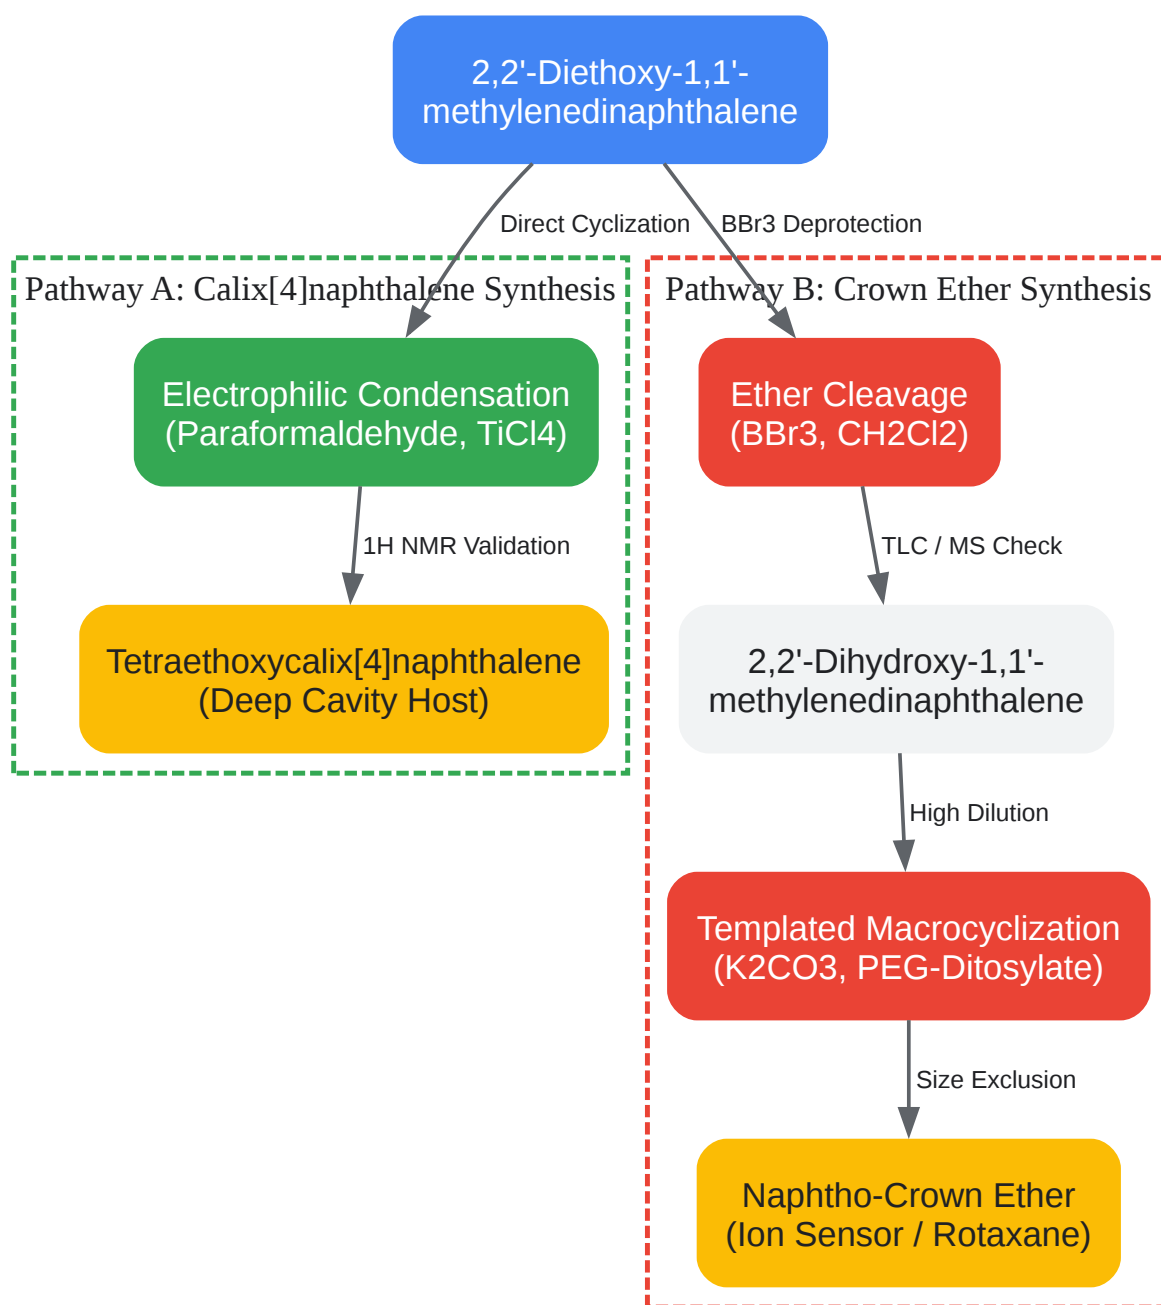 2,2'-Diethoxy-1,1'-
methylenedinaphthalene
Direct Cyclization
BBr3 Deprotection
Pathway A: Calix[4]naphthalene Synthesis
Electrophilic Condensation
(Paraformaldehyde, TiCl4)
1H NMR Validation
Tetraethoxycalix[4]naphthalene
(Deep Cavity Host)
Pathway B: Crown Ether Synthesis
Ether Cleavage
(BBr3, CH2Cl2)
TLC / MS Check
2,2'-Dihydroxy-1,1'-
methylenedinaphthalene
High Dilution
Templated Macrocyclization
(K2CO3, PEG-Ditosylate)
Size Exclusion
Naphtho-Crown Ether
(Ion Sensor / Rotaxane)